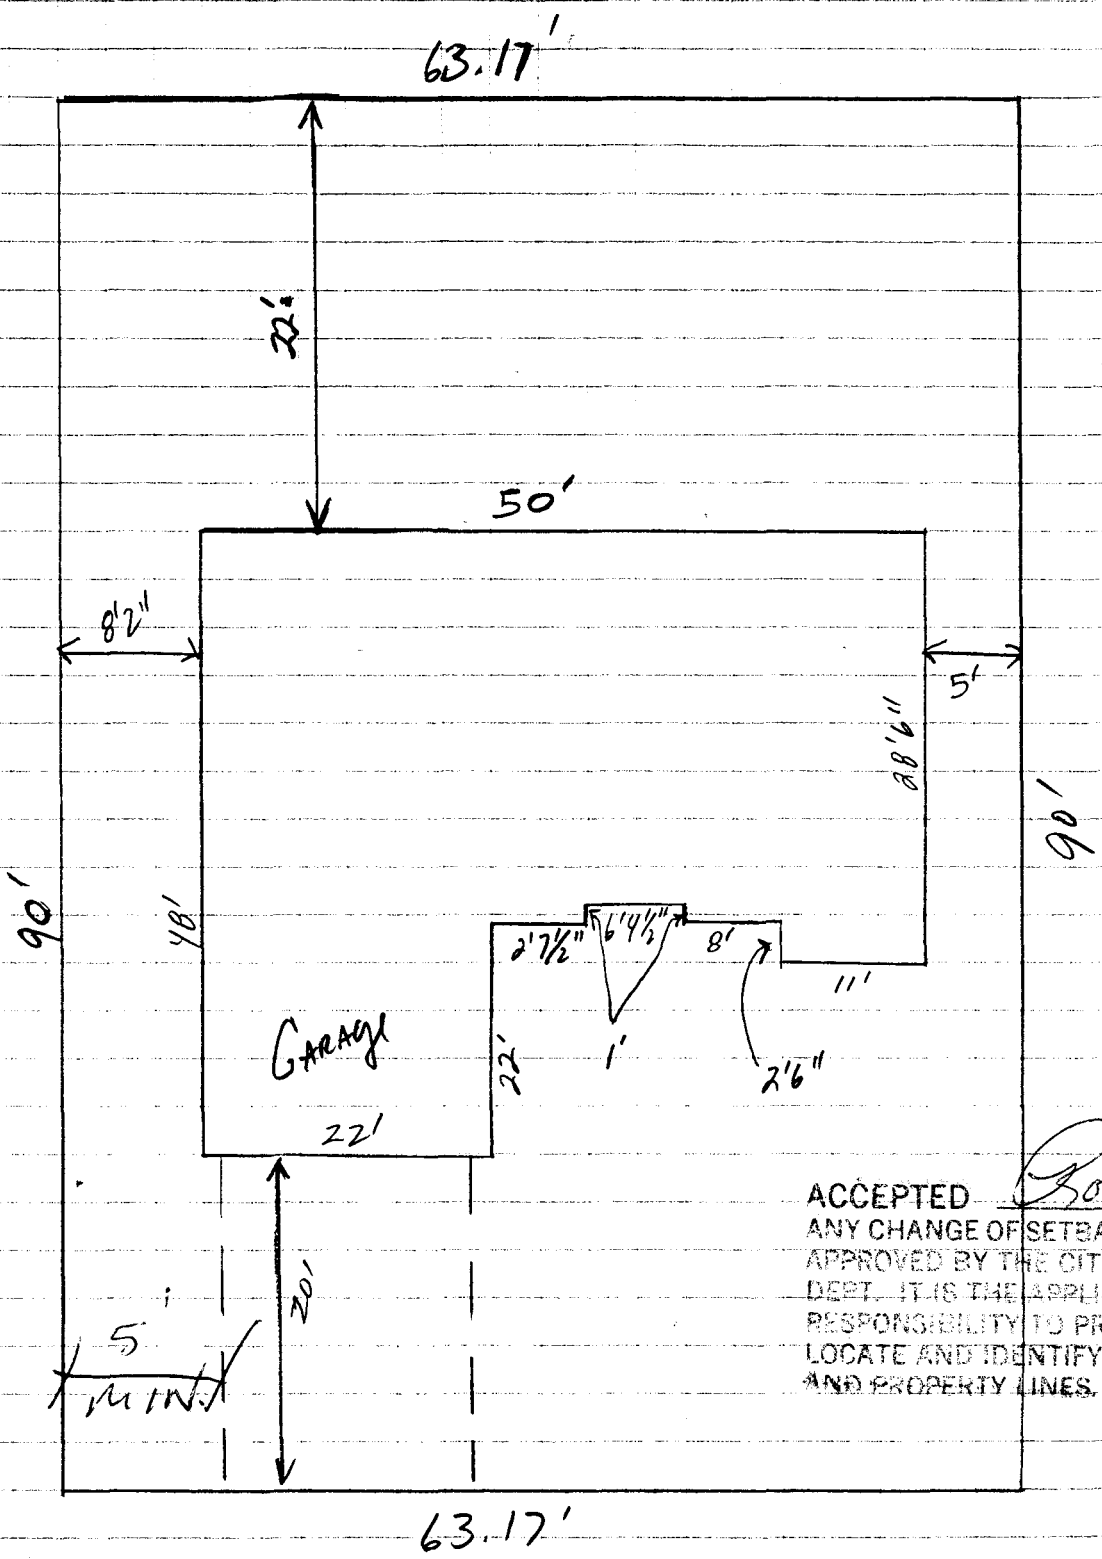 63.17'
22'
50'
8'2"
5'
28'6"
90'
90'
48'
2'7½"
6'4½"
8'
11'
1'
2'6"
GARAGE
22'
22'
20'
5
MIN.
63.17'
ACCEPTED
ANY CHANGE OF SETBA
APPROVED BY THE CIT
DEPT. IT IS THE APPLI
RESPONSIBILITY TO PR
LOCATE AND IDENTIFY
AND PROPERTY LINES.